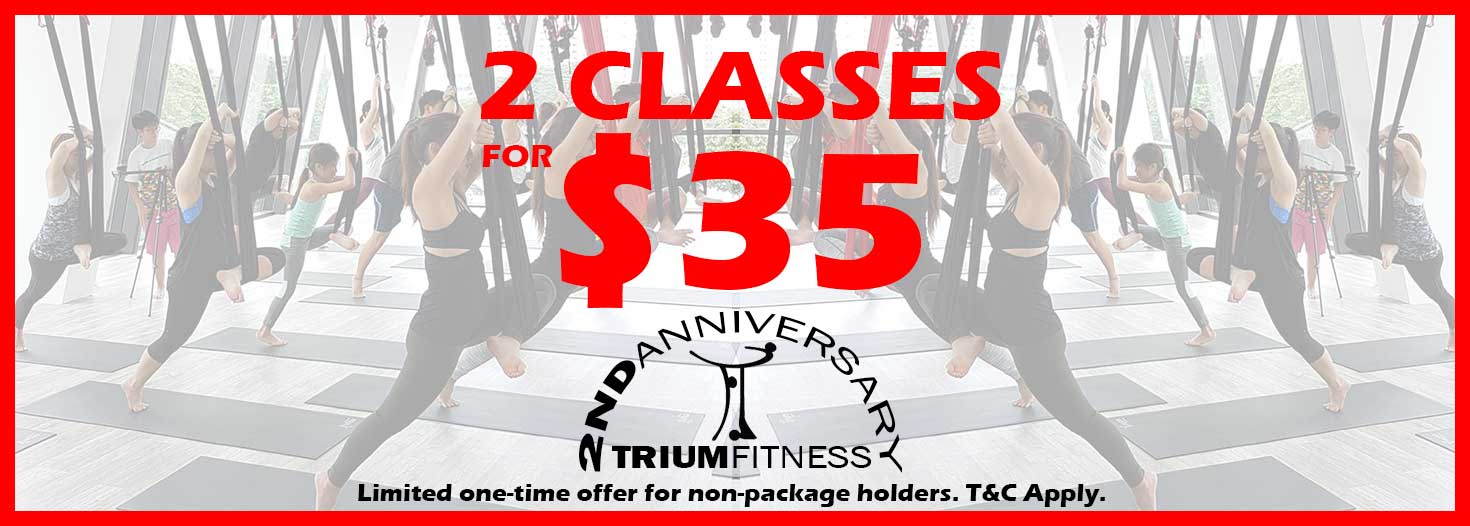 2 CLASSES
FOR $35
2ND ANNIVERSARY
TRIUMFITNESS
Limited one-time offer for non-package holders. T&C Apply.